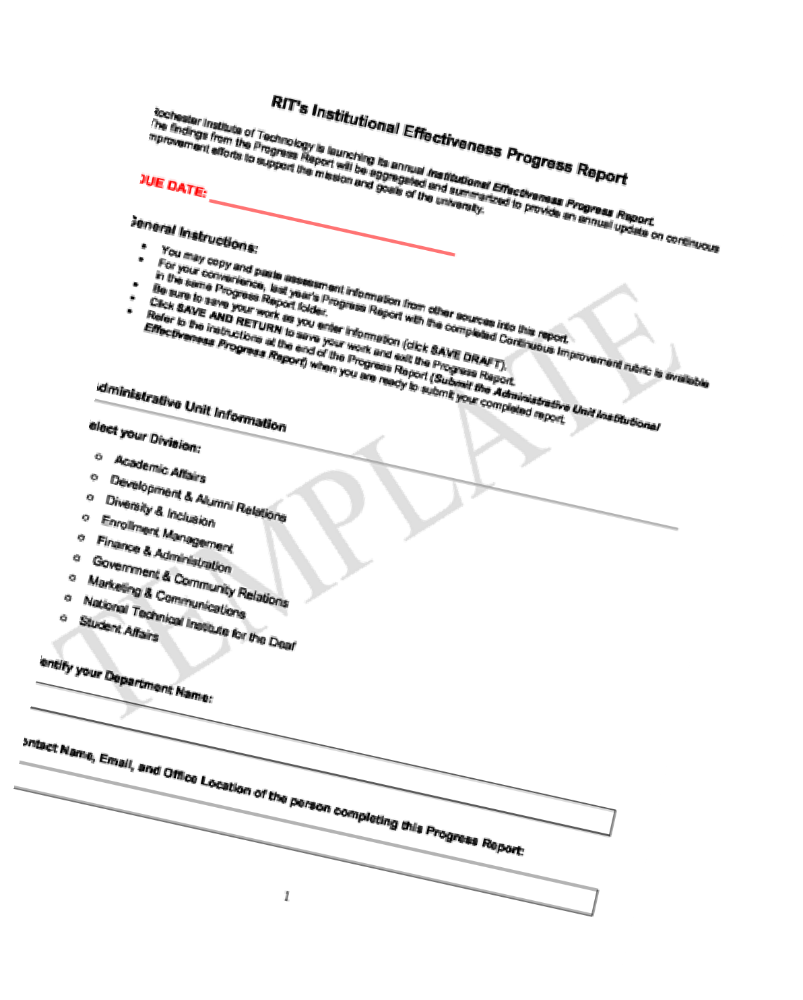 RIT's Institutional Effectiveness Progress Report
Rochester Institute of Technology is launching its annual Institutional Effectiveness Progress Report.
The findings from the Progress Report will be aggregated and summarized to provide an annual update on continuous
mprovement efforts to support the mission and goals of the university.
DUE DATE:
General Instructions:
• You may copy and paste assessment information from other sources into this report.
• For your convenience, last year's Progress Report with the completed Continuous Improvement rubric is available
in the same Progress Report folder.
• Be sure to save your work as you enter information (click SAVE DRAFT).
• Click SAVE AND RETURN to save your work and exit the Progress Report.
• Refer to the instructions at the end of the Progress Report (Submit the Administrative Unit Institutional
Effectiveness Progress Report) when you are ready to submit your completed report.
dministrative Unit Information
elect your Division:
o Academic Affairs
o Development & Alumni Relations
o Diversity & Inclusion
o Enrollment Management
o Finance & Administration
o Government & Community Relations
o Marketing & Communications
o National Technical Institute for the Deaf
o Student Affairs
entify your Department Name:
ontact Name, Email, and Office Location of the person completing this Progress Report:
1
TEMPLATE